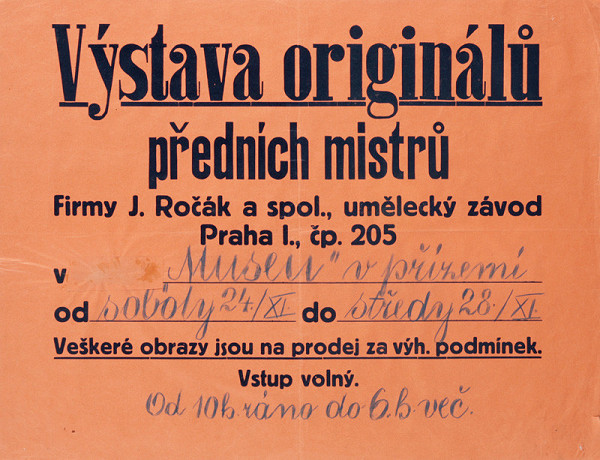 Výstava originálů
předních mistrů
Firmy J. Ročák a spol., umělecký závod
Praha I., čp. 205
v „Museu" v přízemí
od soboty 24./XI. do středy 28./XI.
Veškeré obrazy jsou na prodej za výh. podmínek.
Vstup volný.
Od 10 h. ráno do 6. h. več.